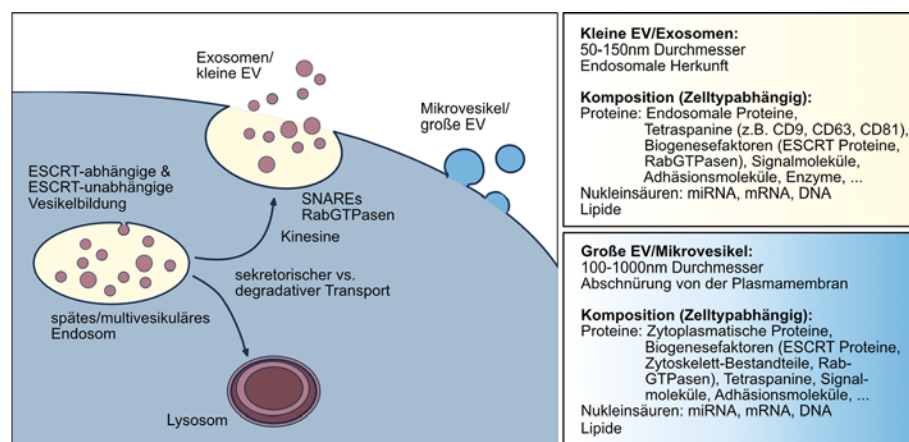 Exosomen/
kleine EV
Mikrovesikel/
große EV
ESCRT-abhängige &
ESCRT-unabhängige
Vesikelbildung
SNAREs
RabGTPasen
Kinesine
sekretorischer vs.
degradativer Transport
spätes/multivesikuläres
Endosom
Lysosom
Kleine EV/Exosomen:
50-150nm Durchmesser
Endosomale Herkunft
Komposition (Zelltypabhängig):
Proteine: Endosomale Proteine,
Tetraspanine (z.B. CD9, CD63, CD81),
Biogenesefaktoren (ESCRT Proteine,
RabGTPasen), Signalmoleküle,
Adhäsionsmoleküle, Enzyme, ...
Nukleinsäuren: miRNA, mRNA, DNA
Lipide
Große EV/Mikrovesikel:
100-1000nm Durchmesser
Abschnürung von der Plasmamembran
Komposition (Zelltypabhängig):
Proteine: Zytoplasmatische Proteine,
Biogenesefaktoren (ESCRT Proteine,
Zytoskelett-Bestandteile, Rab-
GTPasen), Tetraspanine, Signal-
moleküle, Adhäsionsmoleküle, ...
Nukleinsäuren: miRNA, mRNA, DNA
Lipide